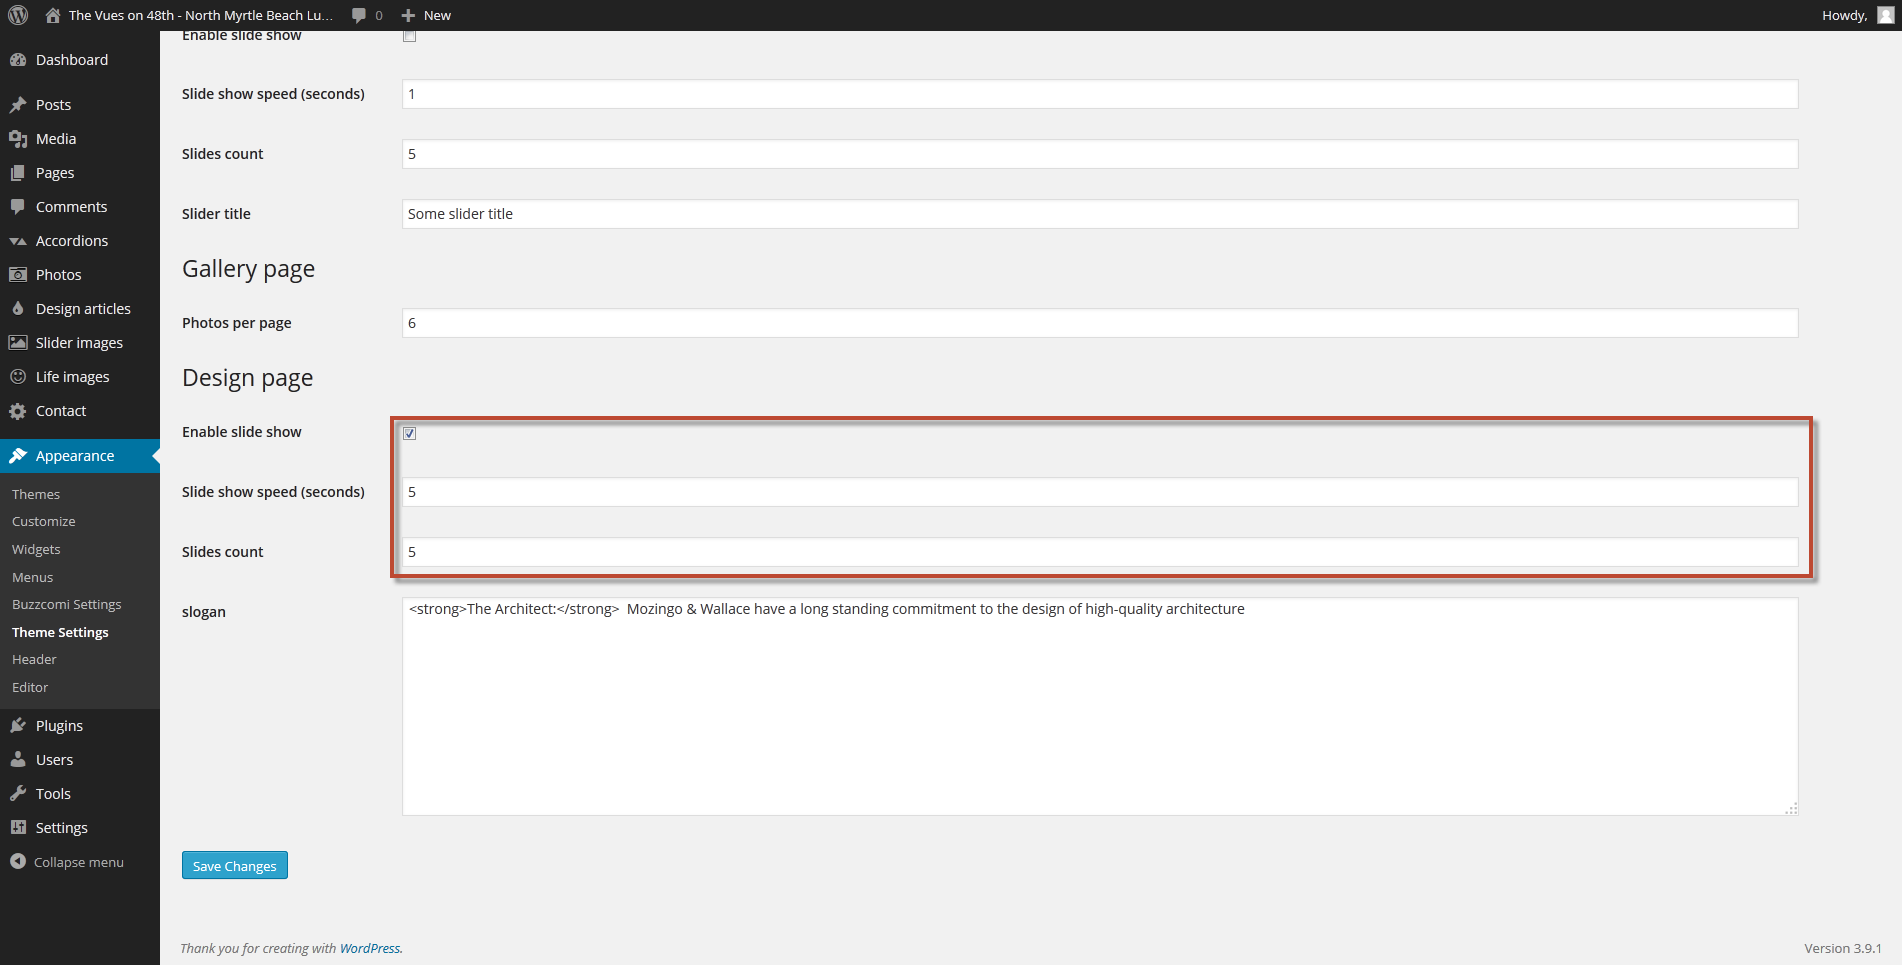 The Vues on 48th - North Myrtle Beach Lu... 0 New Howdy,
Dashboard
Posts
Media
Pages
Comments
Accordions
Photos
Design articles
Slider images
Life images
Contact
Appearance
Themes
Customize
Widgets
Menus
Buzzcomi Settings
Theme Settings
Header
Editor
Plugins
Users
Tools
Settings
Collapse menu
Enable slide show
Slide show speed (seconds) 1
Slides count 5
Slider title Some slider title
Gallery page
Photos per page 6
Design page
Enable slide show
Slide show speed (seconds) 5
Slides count 5
slogan <strong>The Architect:</strong>  Mozingo & Wallace have a long standing commitment to the design of high-quality architecture
Save Changes
Thank you for creating with WordPress. Version 3.9.1